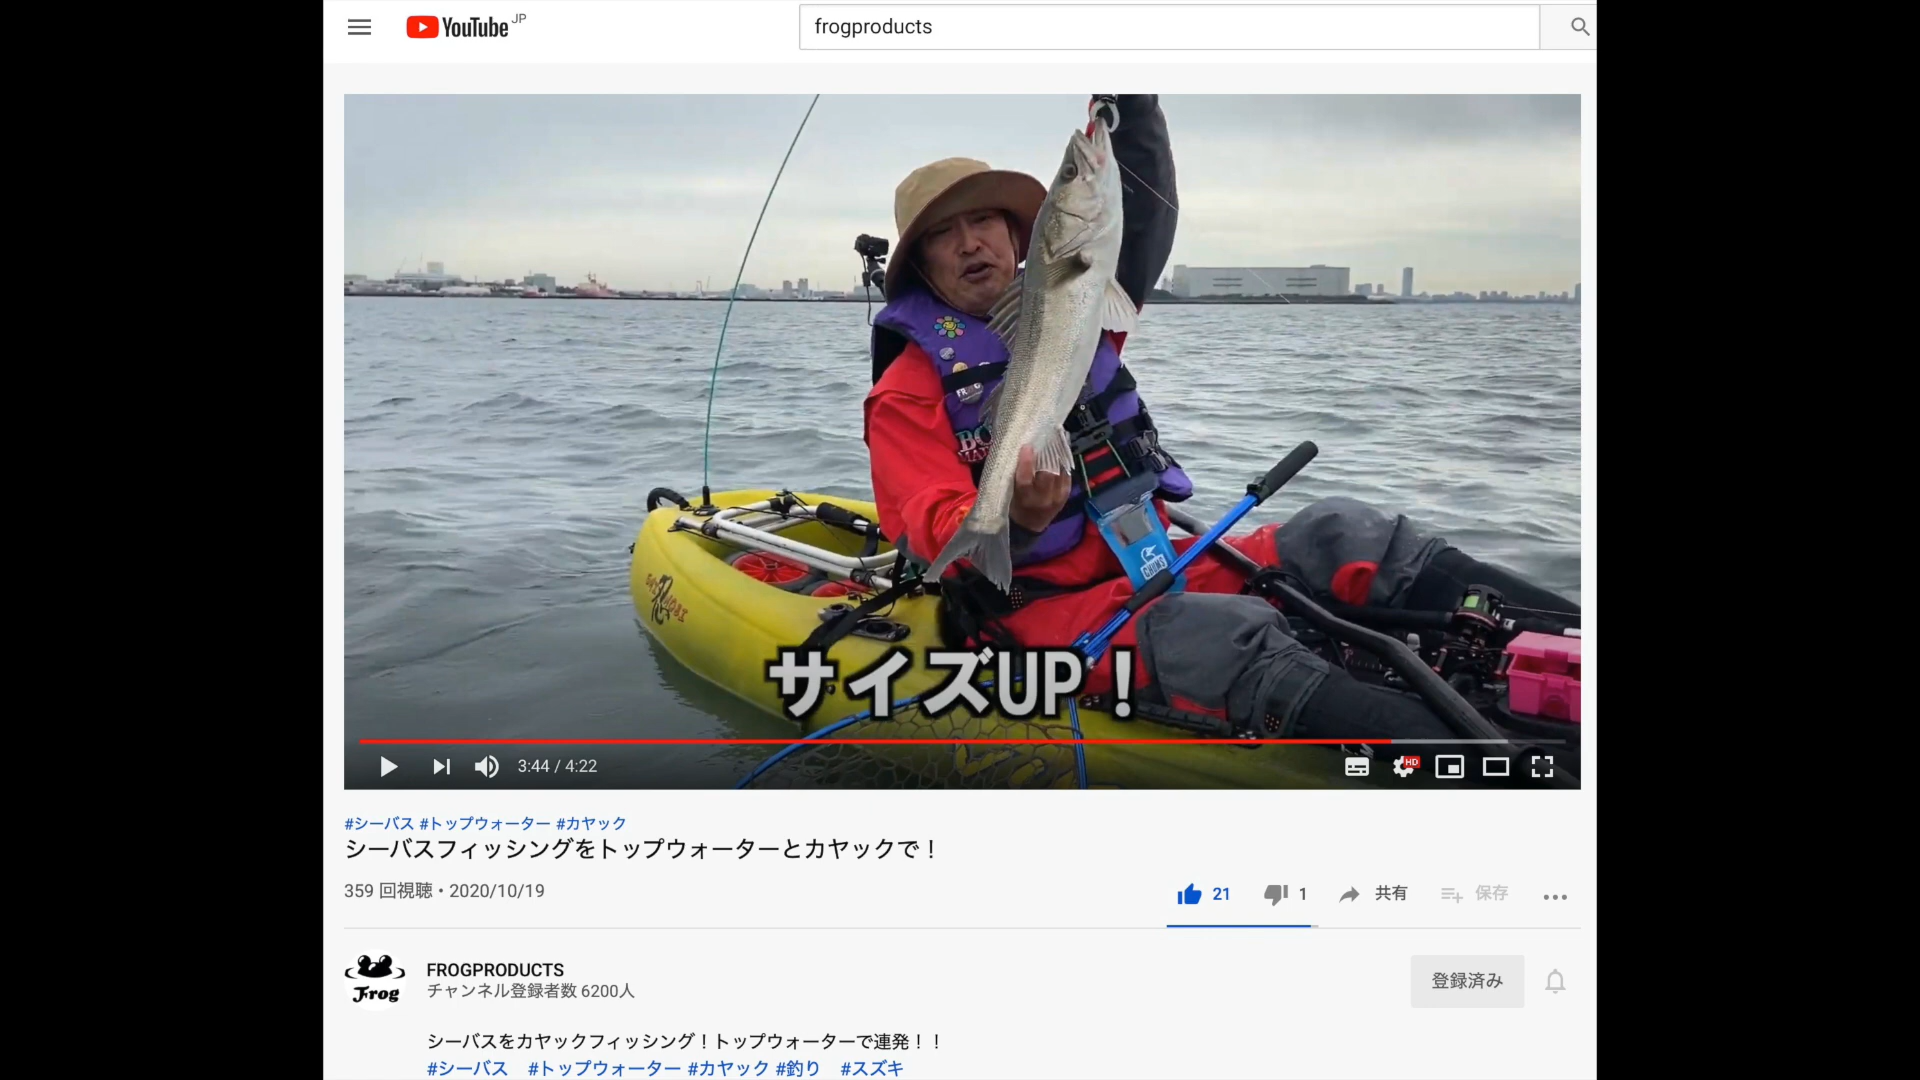 YouTube JP
frogproducts
CHUMS
サイズUP！
3:44 / 4:22
HD
#シーバス #トップウォーター #カヤック
シーバスフィッシングをトップウォーターとカヤックで！
359 回視聴・2020/10/19
21 1 共有 保存
Frog
FROGPRODUCTS
チャンネル登録者数 6200人
登録済み
シーバスをカヤックフィッシング！トップウォーターで連発！！
#シーバス #トップウォーター #カヤック #釣り #スズキ